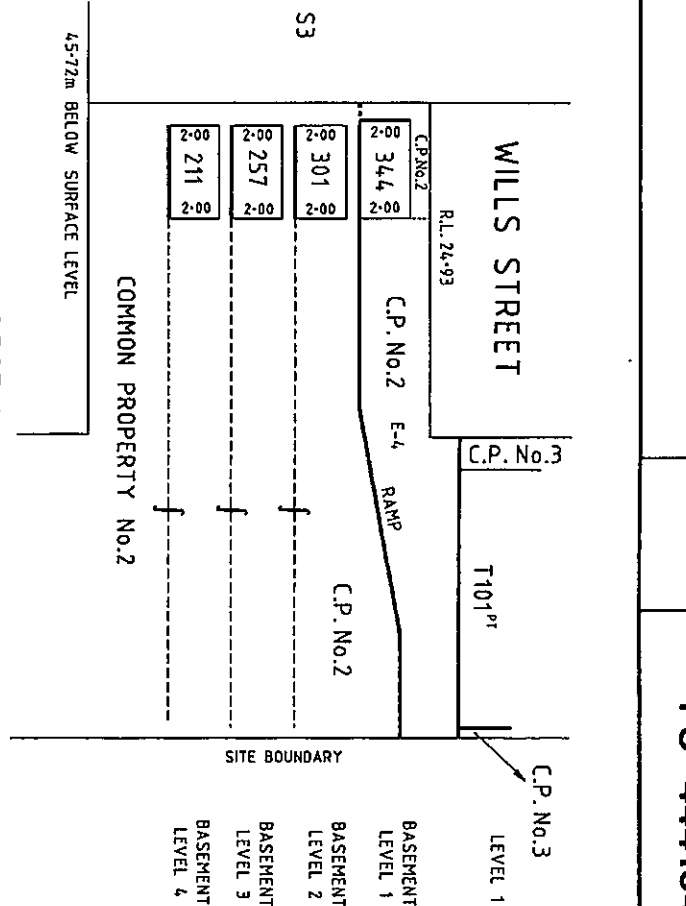 WILLS STREET
R.L. 24·93
C.P. No.3
T101PT
C.P. No.3
LEVEL 1
S3
C.P.No.2
2·00 344 2·00
C.P. No.2
E-4
RAMP
BASEMENT
LEVEL 1
2·00 301 2·00
C.P. No.2
BASEMENT
LEVEL 2
2·00 257 2·00
BASEMENT
LEVEL 3
2·00 211 2·00
BASEMENT
LEVEL 4
COMMON PROPERTY No.2
SITE BOUNDARY
45·72m BELOW SURFACE LEVEL